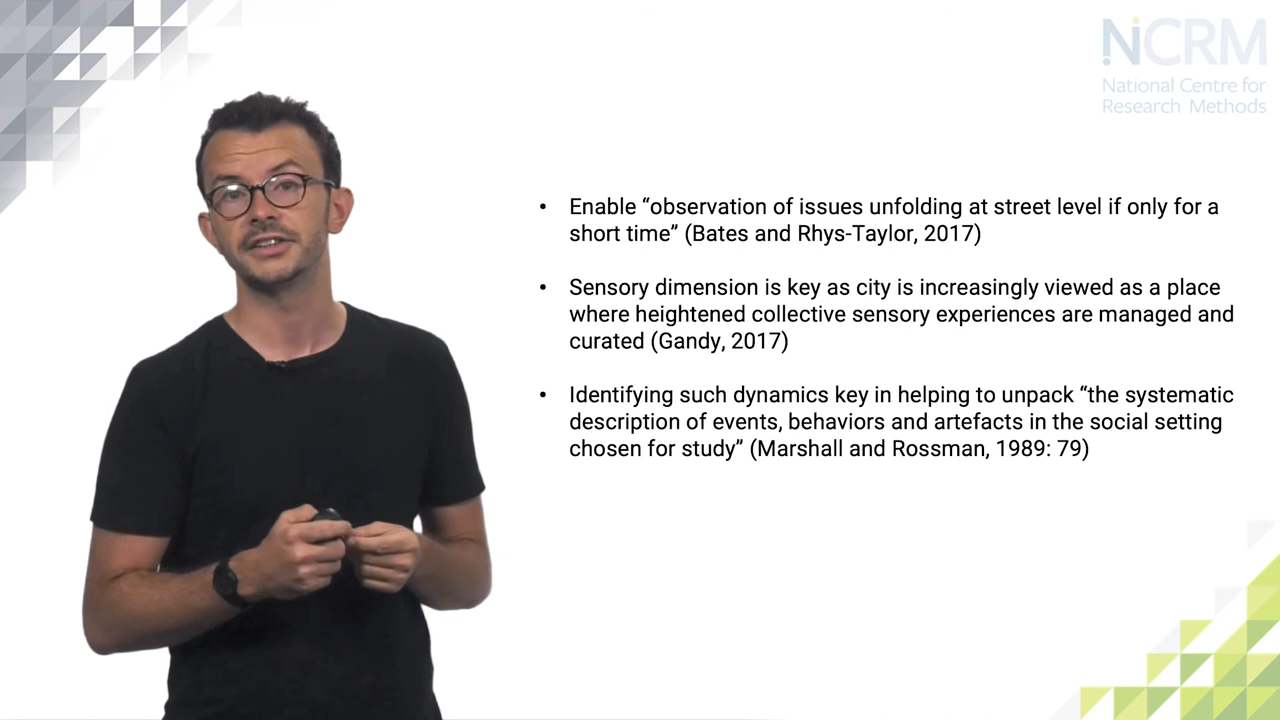 NCRM
National Centre for
Research Methods
• Enable “observation of issues unfolding at street level if only for a
short time” (Bates and Rhys-Taylor, 2017)
• Sensory dimension is key as city is increasingly viewed as a place
where heightened collective sensory experiences are managed and
curated (Gandy, 2017)
• Identifying such dynamics key in helping to unpack “the systematic
description of events, behaviors and artefacts in the social setting
chosen for study” (Marshall and Rossman, 1989: 79)